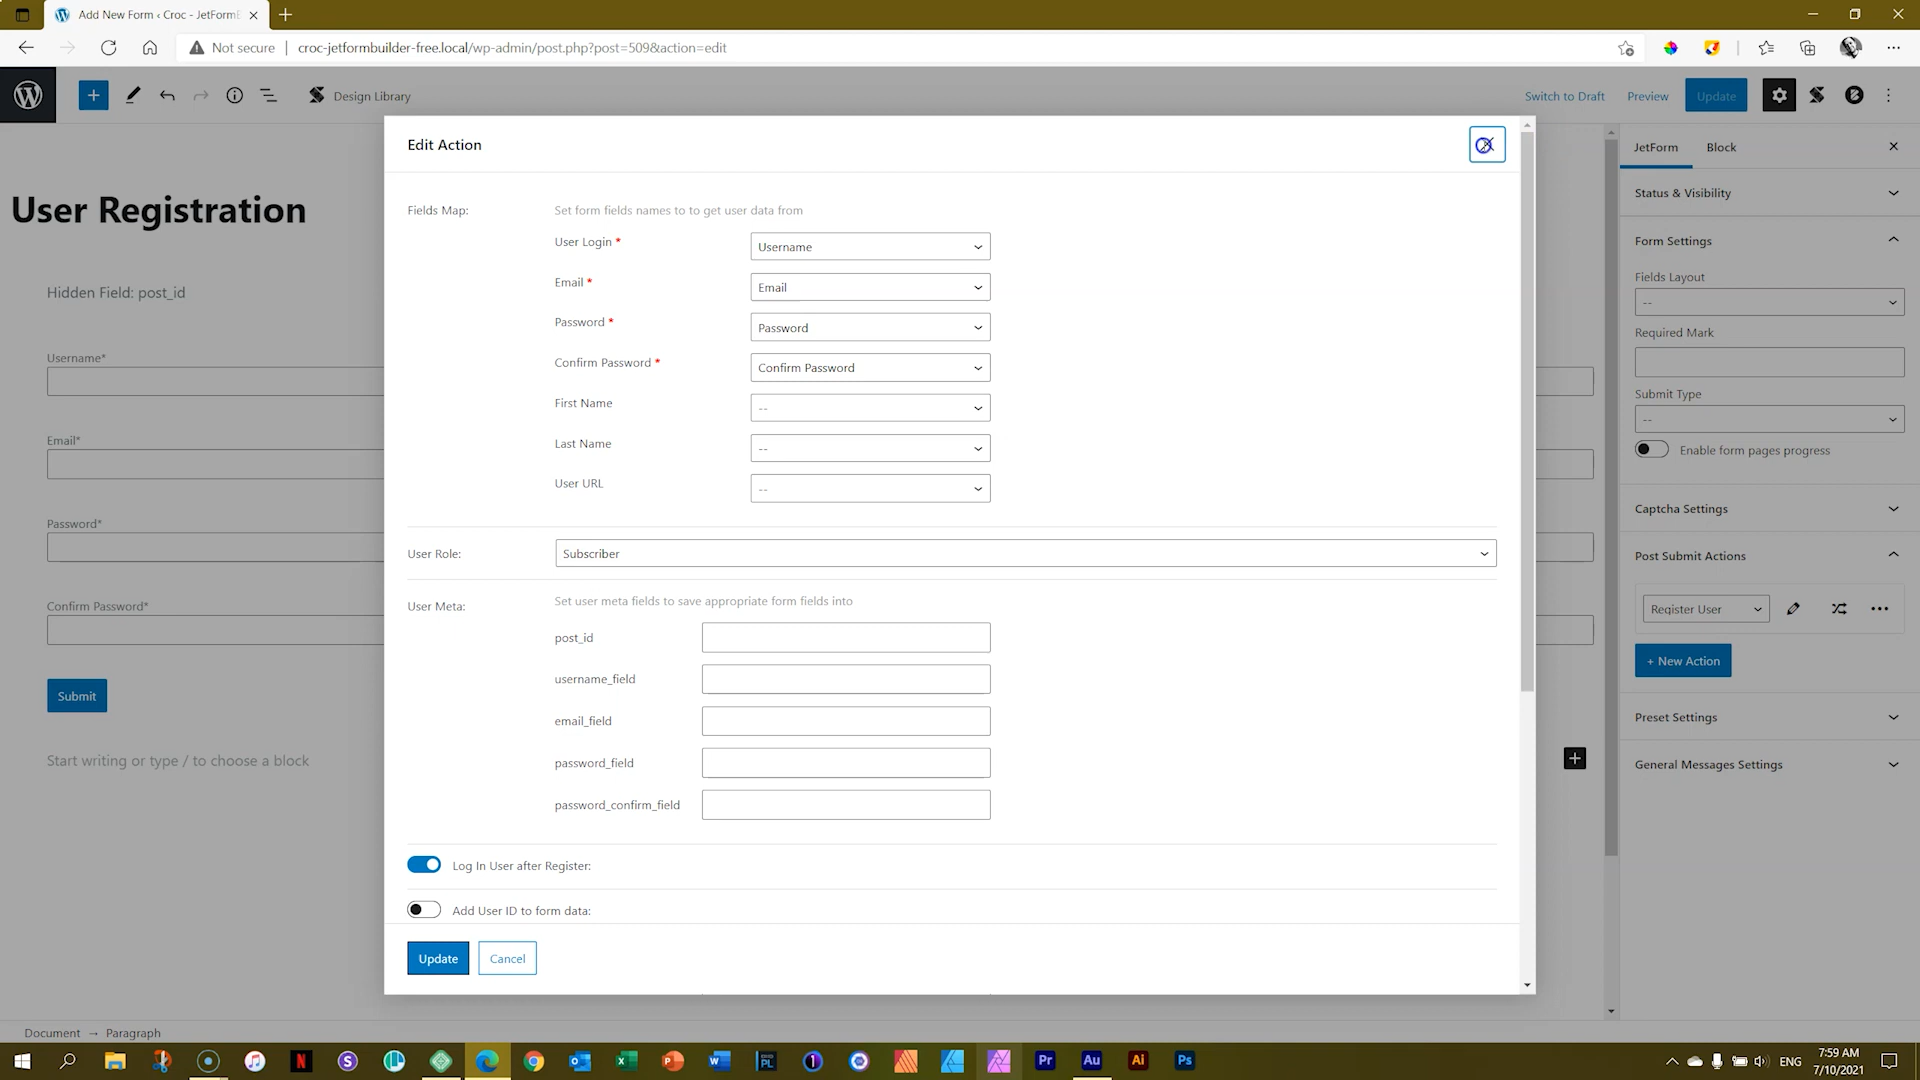 Add New Form ‹ Croc - JetFormB
Not secure
croc-jetformbuilder-free.local/wp-admin/post.php?post=509&action=edit
Design Library
Switch to Draft
Preview
Update
User Registration
Hidden Field: post_id
Username*
Email*
Password*
Confirm Password*
Submit
Start writing or type / to choose a block
Edit Action
Fields Map:
Set form fields names to to get user data from
User Login *
Username
Email *
Email
Password *
Password
Confirm Password *
Confirm Password
First Name
--
Last Name
--
User URL
--
User Role:
Subscriber
User Meta:
Set user meta fields to save appropriate form fields into
post_id
username_field
email_field
password_field
password_confirm_field
Log In User after Register:
Add User ID to form data:
Update
Cancel
JetForm
Block
Status & Visibility
Form Settings
Fields Layout
--
Required Mark
Submit Type
--
Enable form pages progress
Captcha Settings
Post Submit Actions
Register User
+ New Action
Preset Settings
General Messages Settings
Document → Paragraph
ENG
7:59 AM
7/10/2021